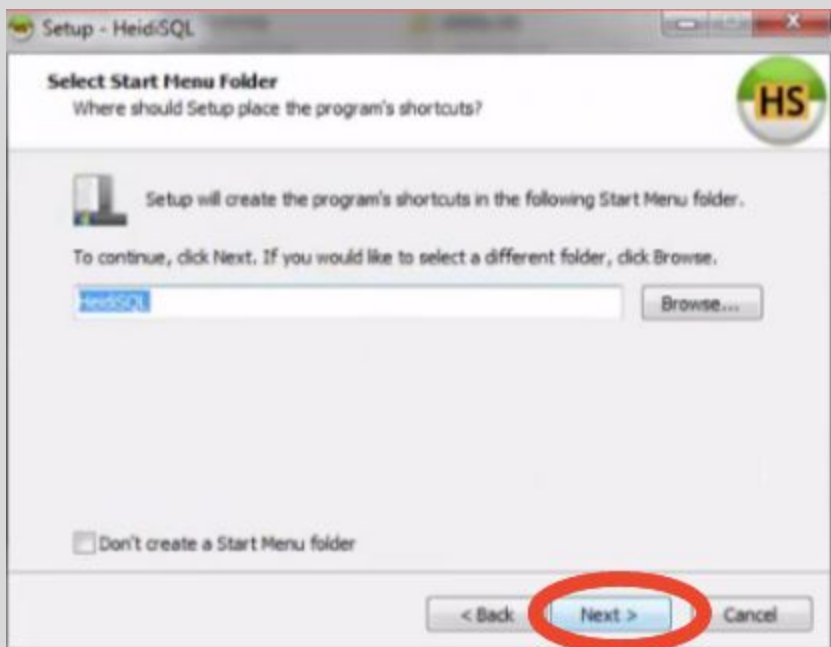 Setup - HeidiSQL
Select Start Menu Folder
Where should Setup place the program's shortcuts?
HS
Setup will create the program's shortcuts in the following Start Menu folder.
To continue, click Next. If you would like to select a different folder, click Browse.
HeidiSQL
Browse...
Don't create a Start Menu folder
< Back
Next >
Cancel